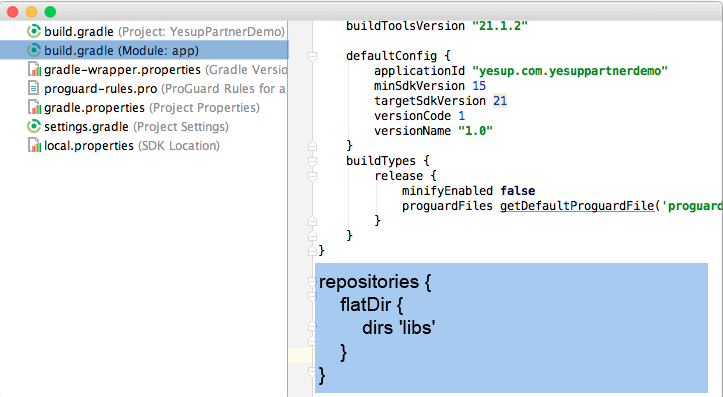 build.gradle (Project: YesupPartnerDemo)
build.gradle (Module: app)
gradle-wrapper.properties (Gradle Versio
proguard-rules.pro (ProGuard Rules for a
gradle.properties (Project Properties)
settings.gradle (Project Settings)
local.properties (SDK Location)
buildToolsVersion "21.1.2"
defaultConfig {
applicationId "yesup.com.yesuppartnerdemo"
minSdkVersion 15
targetSdkVersion 21
versionCode 1
versionName "1.0"
}
buildTypes {
release {
minifyEnabled false
proguardFiles getDefaultProguardFile('proguard
}
}
}
repositories {
flatDir {
dirs 'libs'
}
}